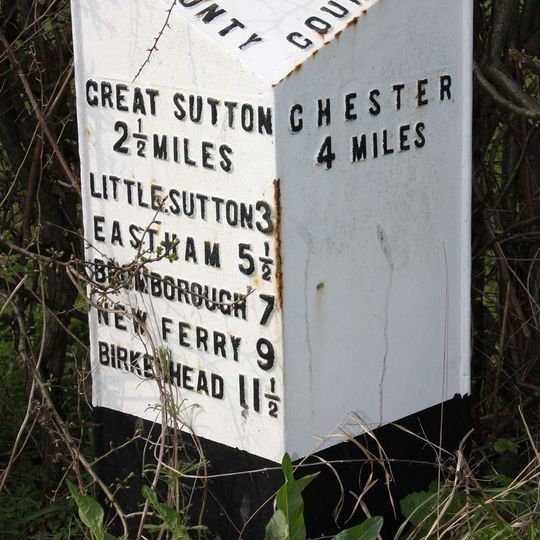 COUNTY
GREAT SUTTON
2½ MILES
LITTLE SUTTON 3
EASTHAM 5½
BROMBOROUGH 7
NEW FERRY 9
BIRKENHEAD 11½
CHESTER
4 MILES